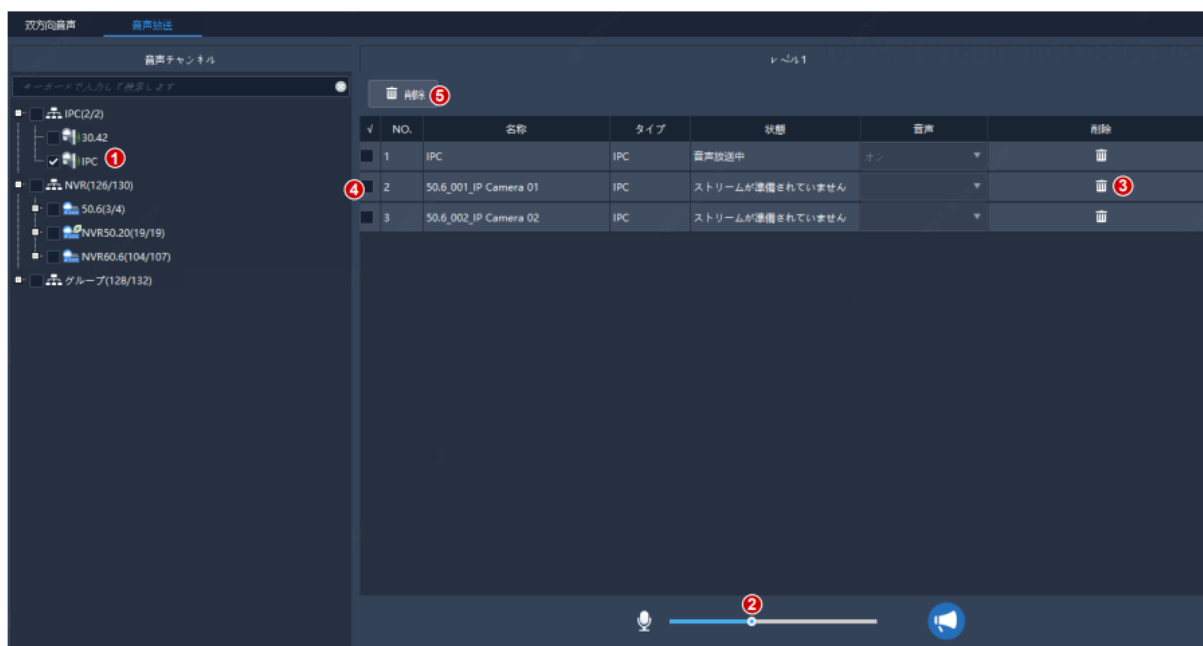 双方向音声 音声放送
音声チャンネル
レベル1
キーボードで入力して検索します
削除 5
IPC(2/2)
√ NO. 名称 タイプ 状態 音声 削除
30.42
1 IPC IPC 音声放送中 オン
IPC 1
NVR(126/130)
4 2 50.6_001_IP Camera 01 IPC ストリームが準備されていません 3
50.6(3/4)
3 50.6_002_IP Camera 02 IPC ストリームが準備されていません
NVR50.20(19/19)
NVR60.6(104/107)
グループ(128/132)
2